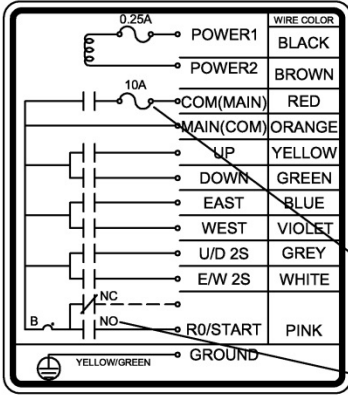 WIRE COLOR
0.25A POWER1 BLACK
POWER2 BROWN
10A COM(MAIN) RED
MAIN(COM) ORANGE
UP YELLOW
DOWN GREEN
EAST BLUE
WEST VIOLET
U/D 2S GREY
E/W 2S WHITE
NC
B NO R0/START PINK
YELLOW/GREEN GROUND